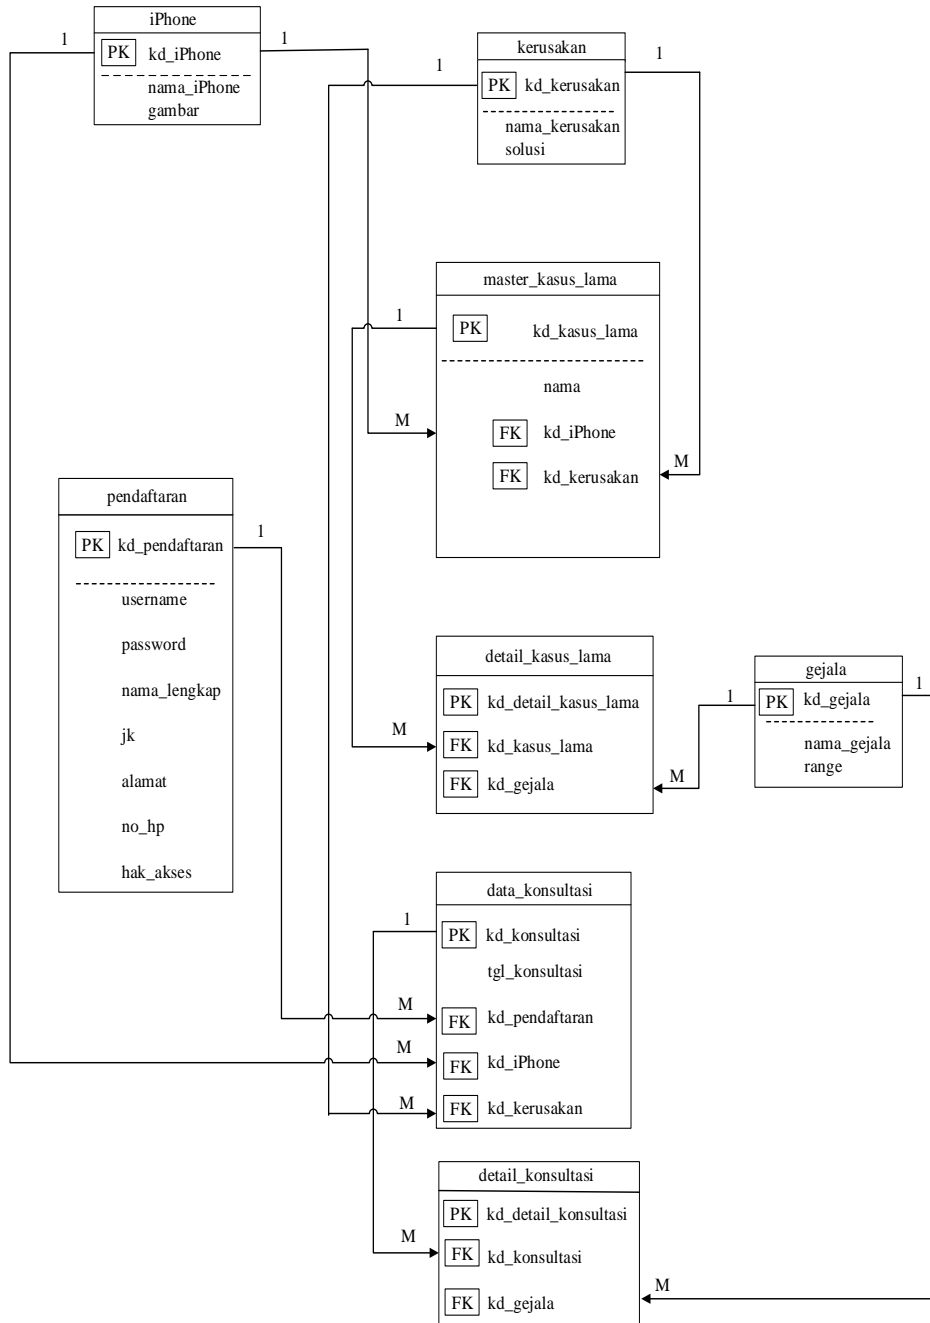 iPhone
1
PK kd_iPhone
1
nama_iPhone
gambar
kerusakan
1
PK kd_kerusakan
1
nama_kerusakan
solusi
master_kasus_lama
1
PK kd_kasus_lama
nama
M
FK kd_iPhone
FK kd_kerusakan
M
pendaftaran
PK kd_pendaftaran
1
username
password
nama_lengkap
jk
alamat
no_hp
hak_akses
detail_kasus_lama
PK kd_detail_kasus_lama
M
FK kd_kasus_lama
FK kd_gejala
M
gejala
1
PK kd_gejala
1
nama_gejala
range
data_konsultasi
1
PK kd_konsultasi
tgl_konsultasi
M
FK kd_pendaftaran
M
FK kd_iPhone
M
FK kd_kerusakan
detail_konsultasi
PK kd_detail_konsultasi
M
FK kd_konsultasi
FK kd_gejala
M